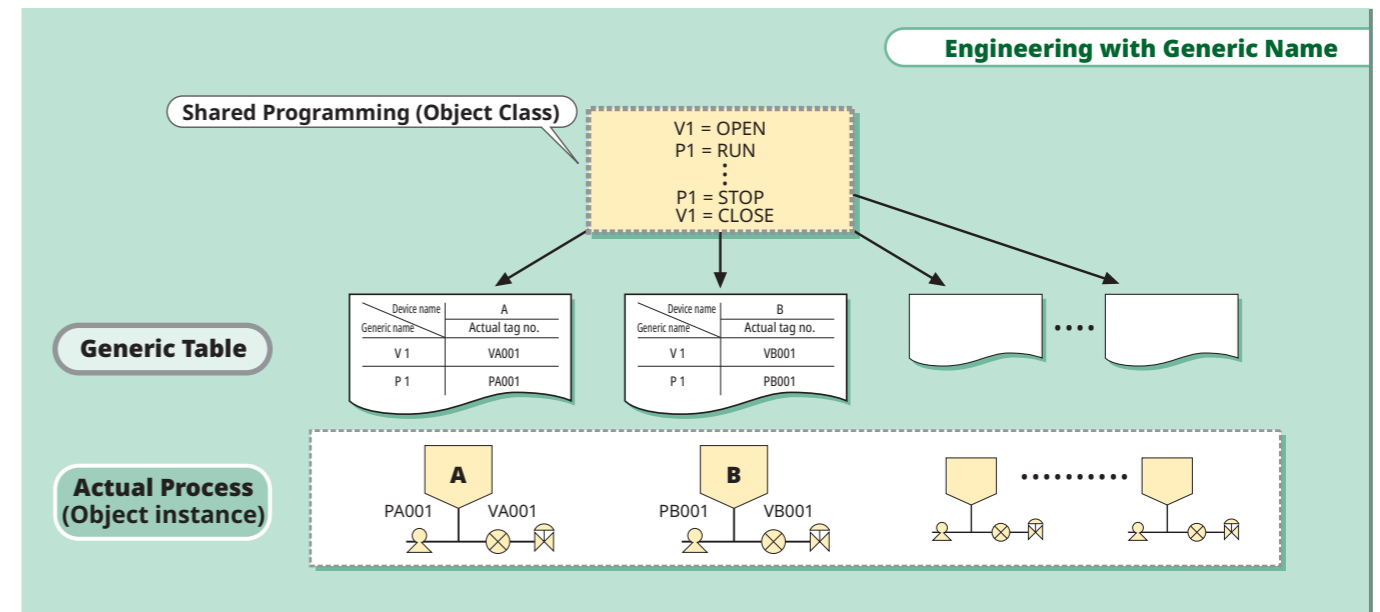 Engineering with Generic Name
Shared Programming (Object Class)
V1 = OPEN
P1 = RUN
P1 = STOP
V1 = CLOSE
Generic Table
Device name
A
Generic name
Actual tag no.
V 1
VA001
P 1
PA001
Device name
B
Generic name
Actual tag no.
V 1
VB001
P 1
PB001
Actual Process
(Object instance)
A
PA001
VA001
B
PB001
VB001